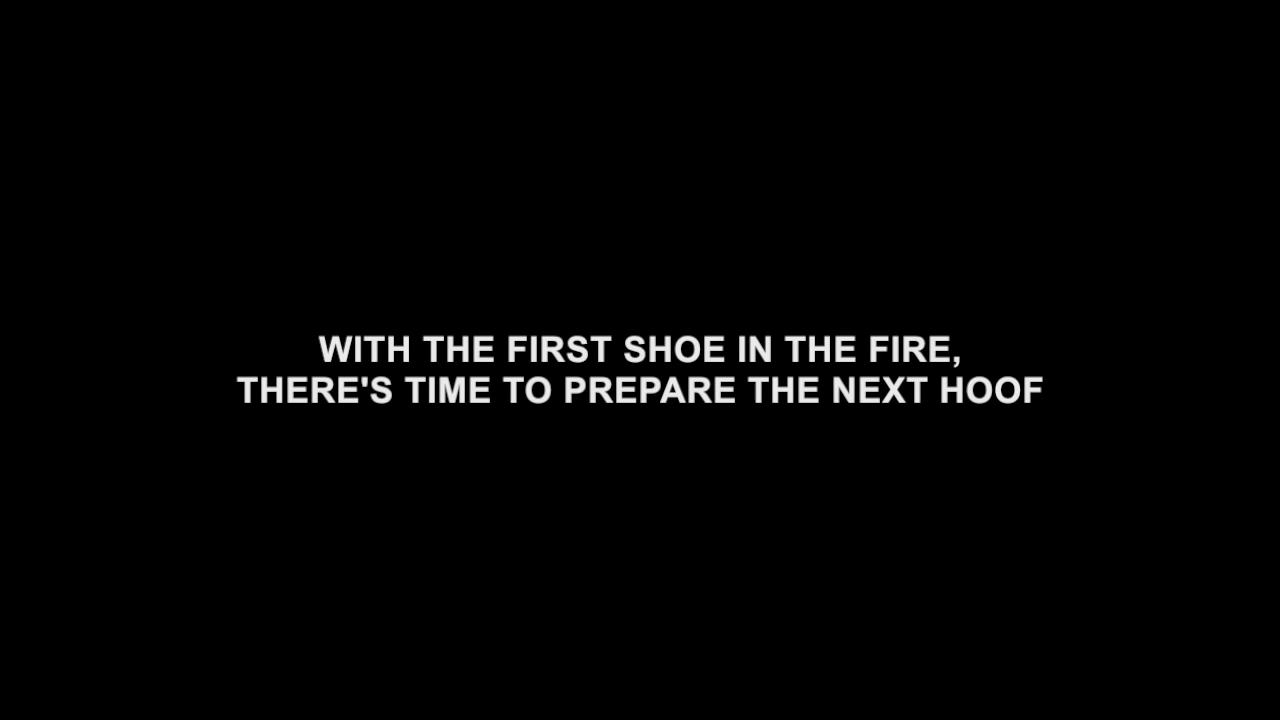 WITH THE FIRST SHOE IN THE FIRE,
THERE'S TIME TO PREPARE THE NEXT HOOF